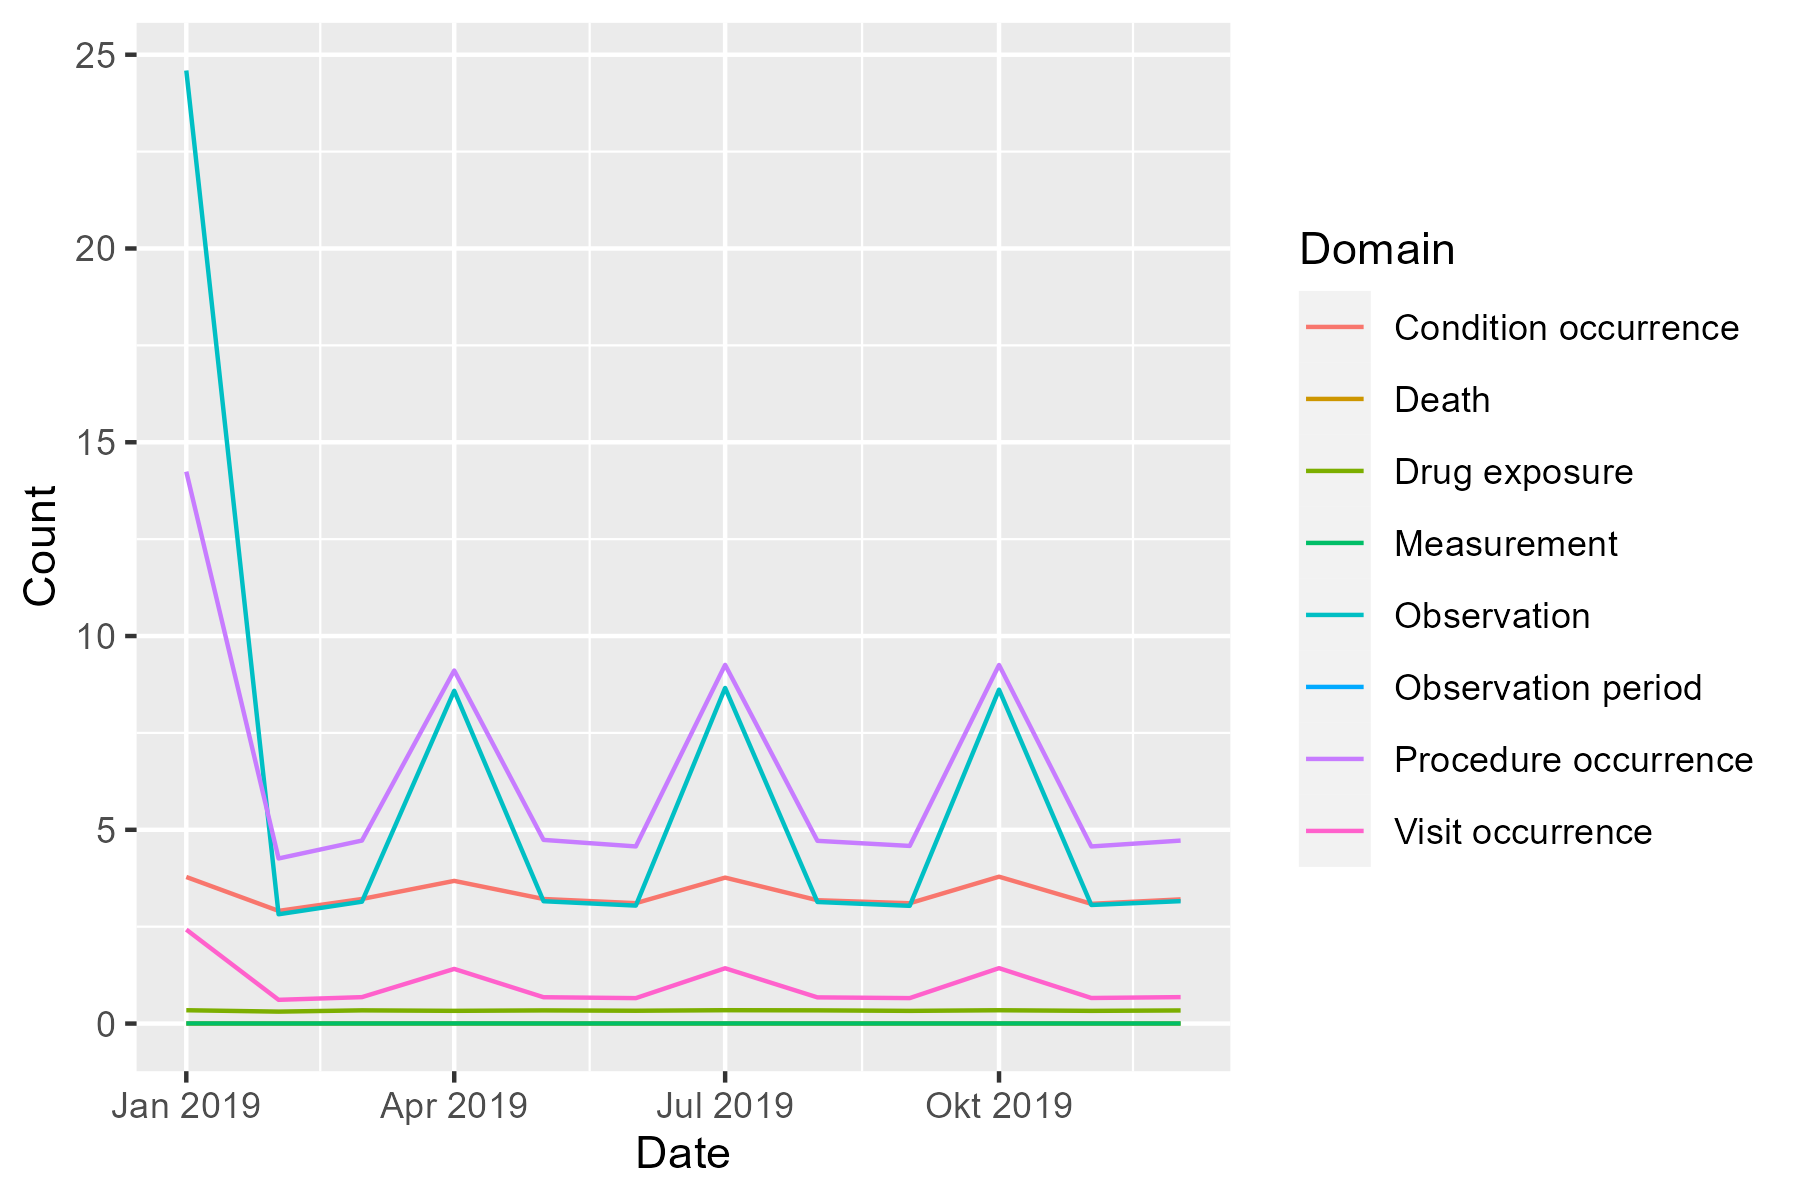 25
20
15
10
5
0
Count
Jan 2019
Apr 2019
Jul 2019
Okt 2019
Date
Domain
Condition occurrence
Death
Drug exposure
Measurement
Observation
Observation period
Procedure occurrence
Visit occurrence